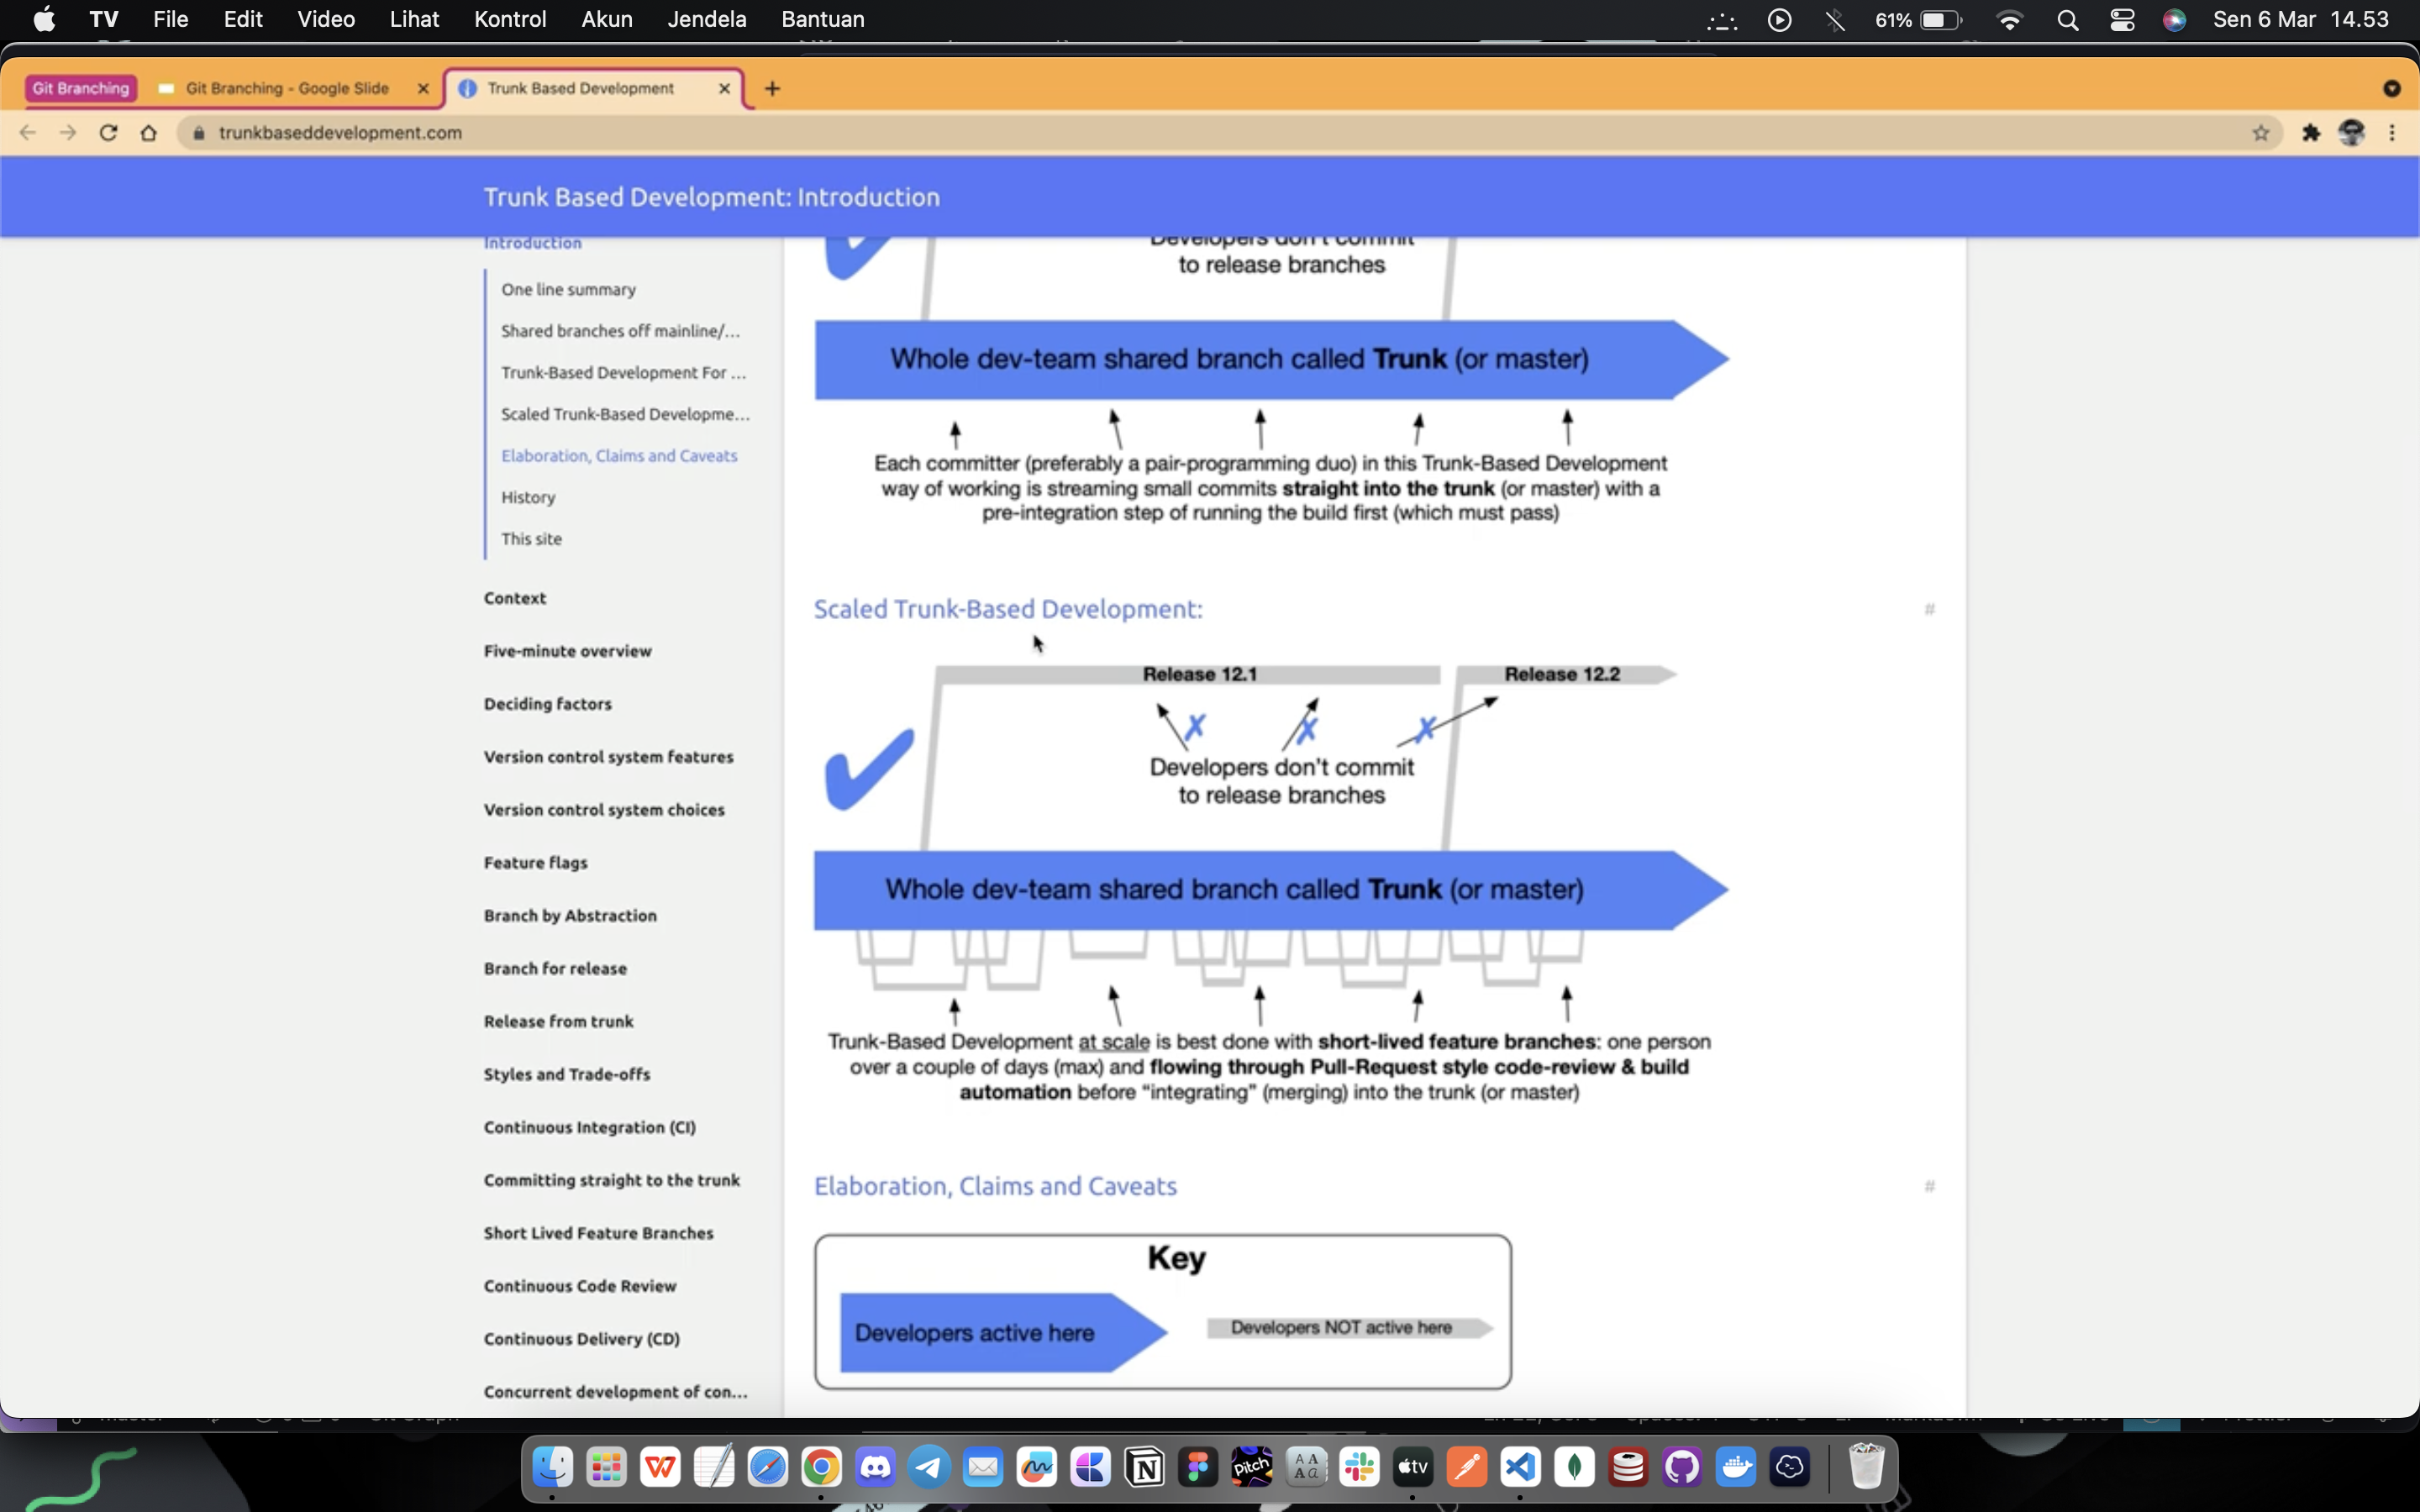 TV File Edit Video Lihat Kontrol Akun Jendela Bantuan 61% Sen 6 Mar 14.53
Git Branching Git Branching - Google Slide Trunk Based Development
trunkbaseddevelopment.com
Trunk Based Development: Introduction
Introduction
One line summary
Shared branches off mainline/...
Trunk-Based Development For ...
Scaled Trunk-Based Developme...
Elaboration, Claims and Caveats
History
This site
Context
Five-minute overview
Deciding factors
Version control system features
Version control system choices
Feature flags
Branch by Abstraction
Branch for release
Release from trunk
Styles and Trade-offs
Continuous Integration (CI)
Committing straight to the trunk
Short Lived Feature Branches
Continuous Code Review
Continuous Delivery (CD)
Concurrent development of con...
Developers don't commit
to release branches
Whole dev-team shared branch called Trunk (or master)
Each committer (preferably a pair-programming duo) in this Trunk-Based Development
way of working is streaming small commits straight into the trunk (or master) with a
pre-integration step of running the build first (which must pass)
Scaled Trunk-Based Development: #
Release 12.1 Release 12.2
Developers don't commit
to release branches
Whole dev-team shared branch called Trunk (or master)
Trunk-Based Development at scale is best done with short-lived feature branches: one person
over a couple of days (max) and flowing through Pull-Request style code-review & build
automation before “integrating” (merging) into the trunk (or master)
Elaboration, Claims and Caveats #
Key
Developers active here Developers NOT active here
Pitch
tv